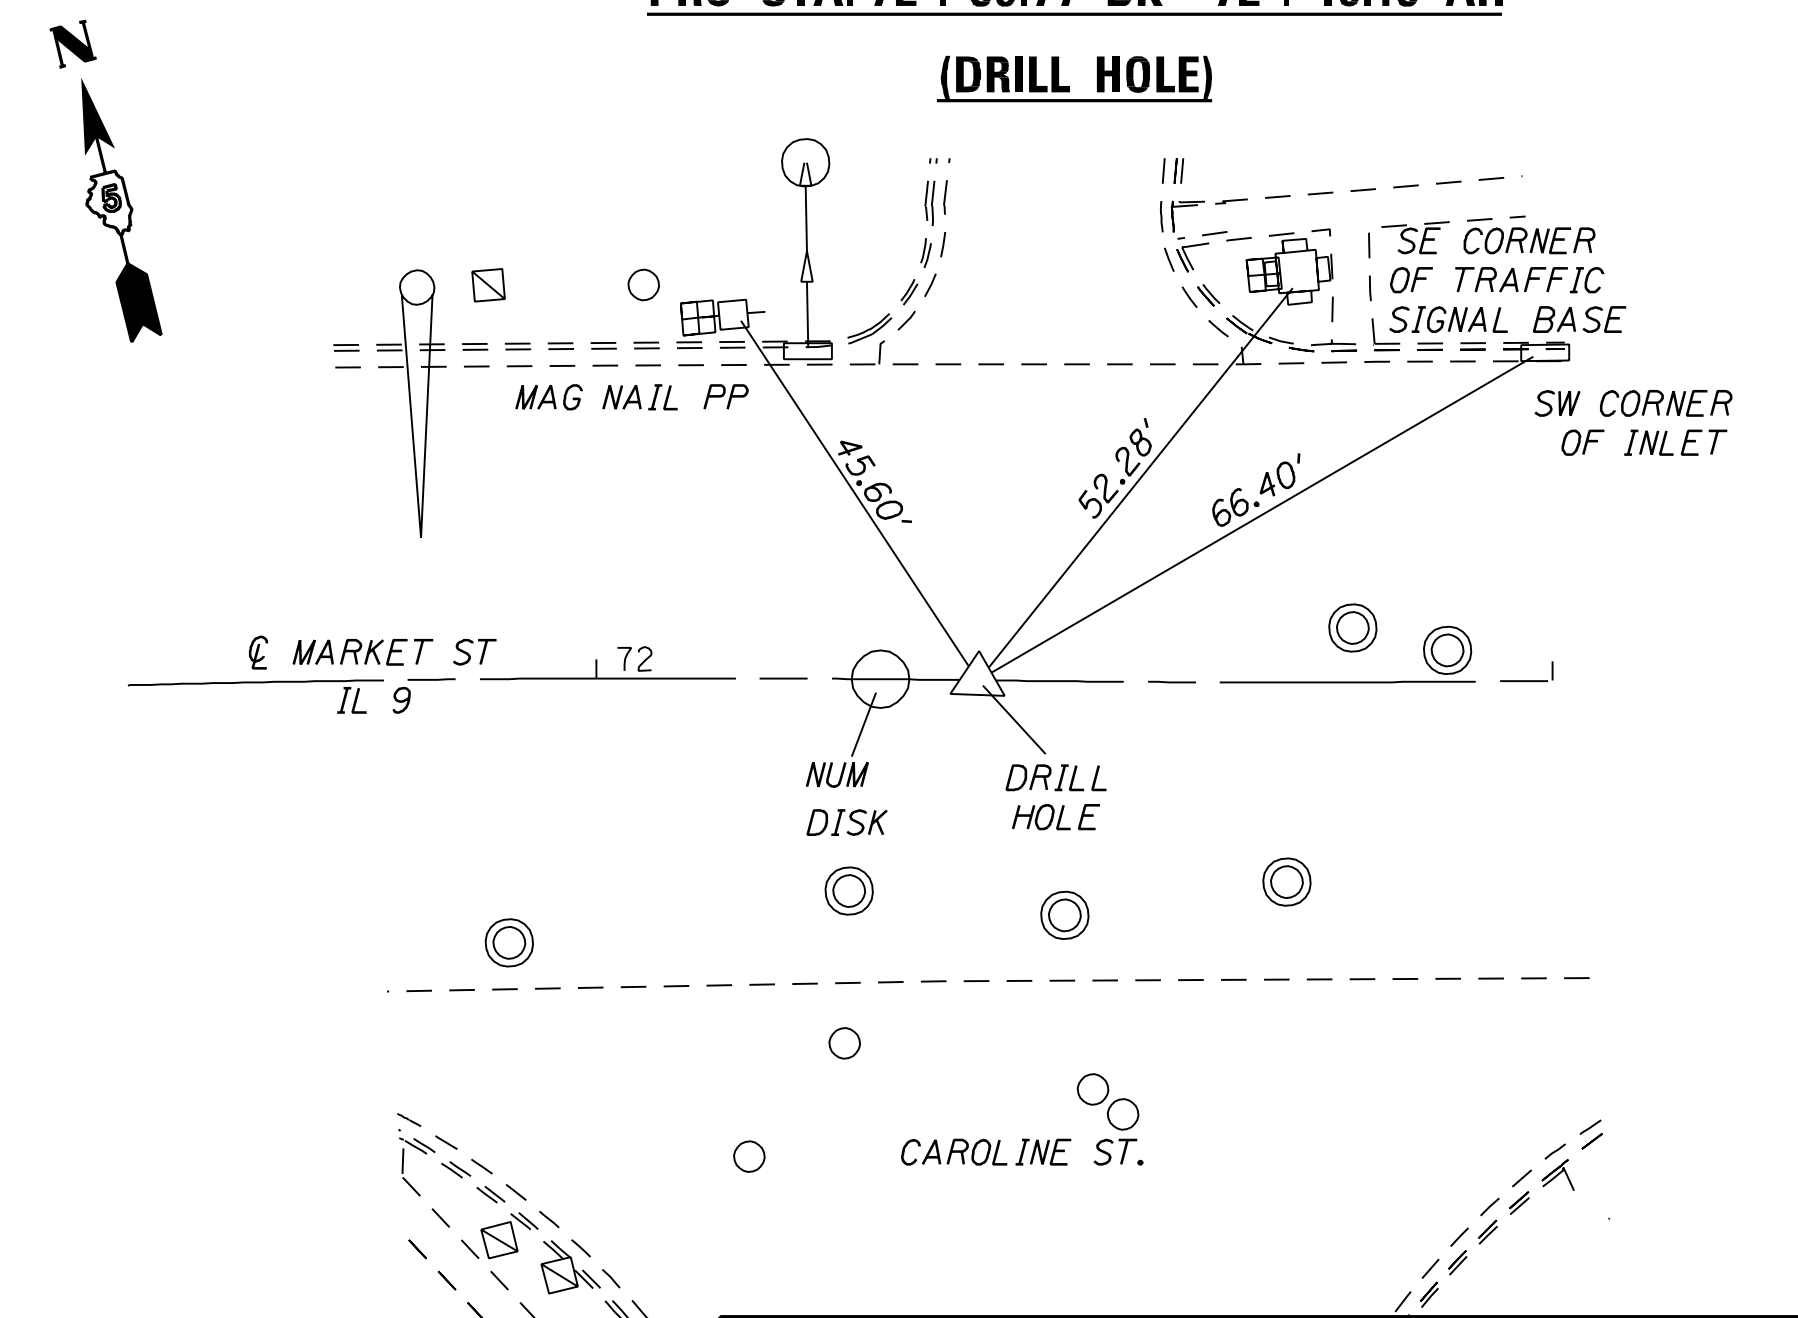 (DRILL HOLE)
N
5
SE CORNER
OF TRAFFIC
SIGNAL BASE
MAG NAIL PP
SW CORNER
OF INLET
45.60'
52.28'
66.40'
℄ MARKET ST
72
IL 9
NUM
DISK
DRILL
HOLE
CAROLINE ST.